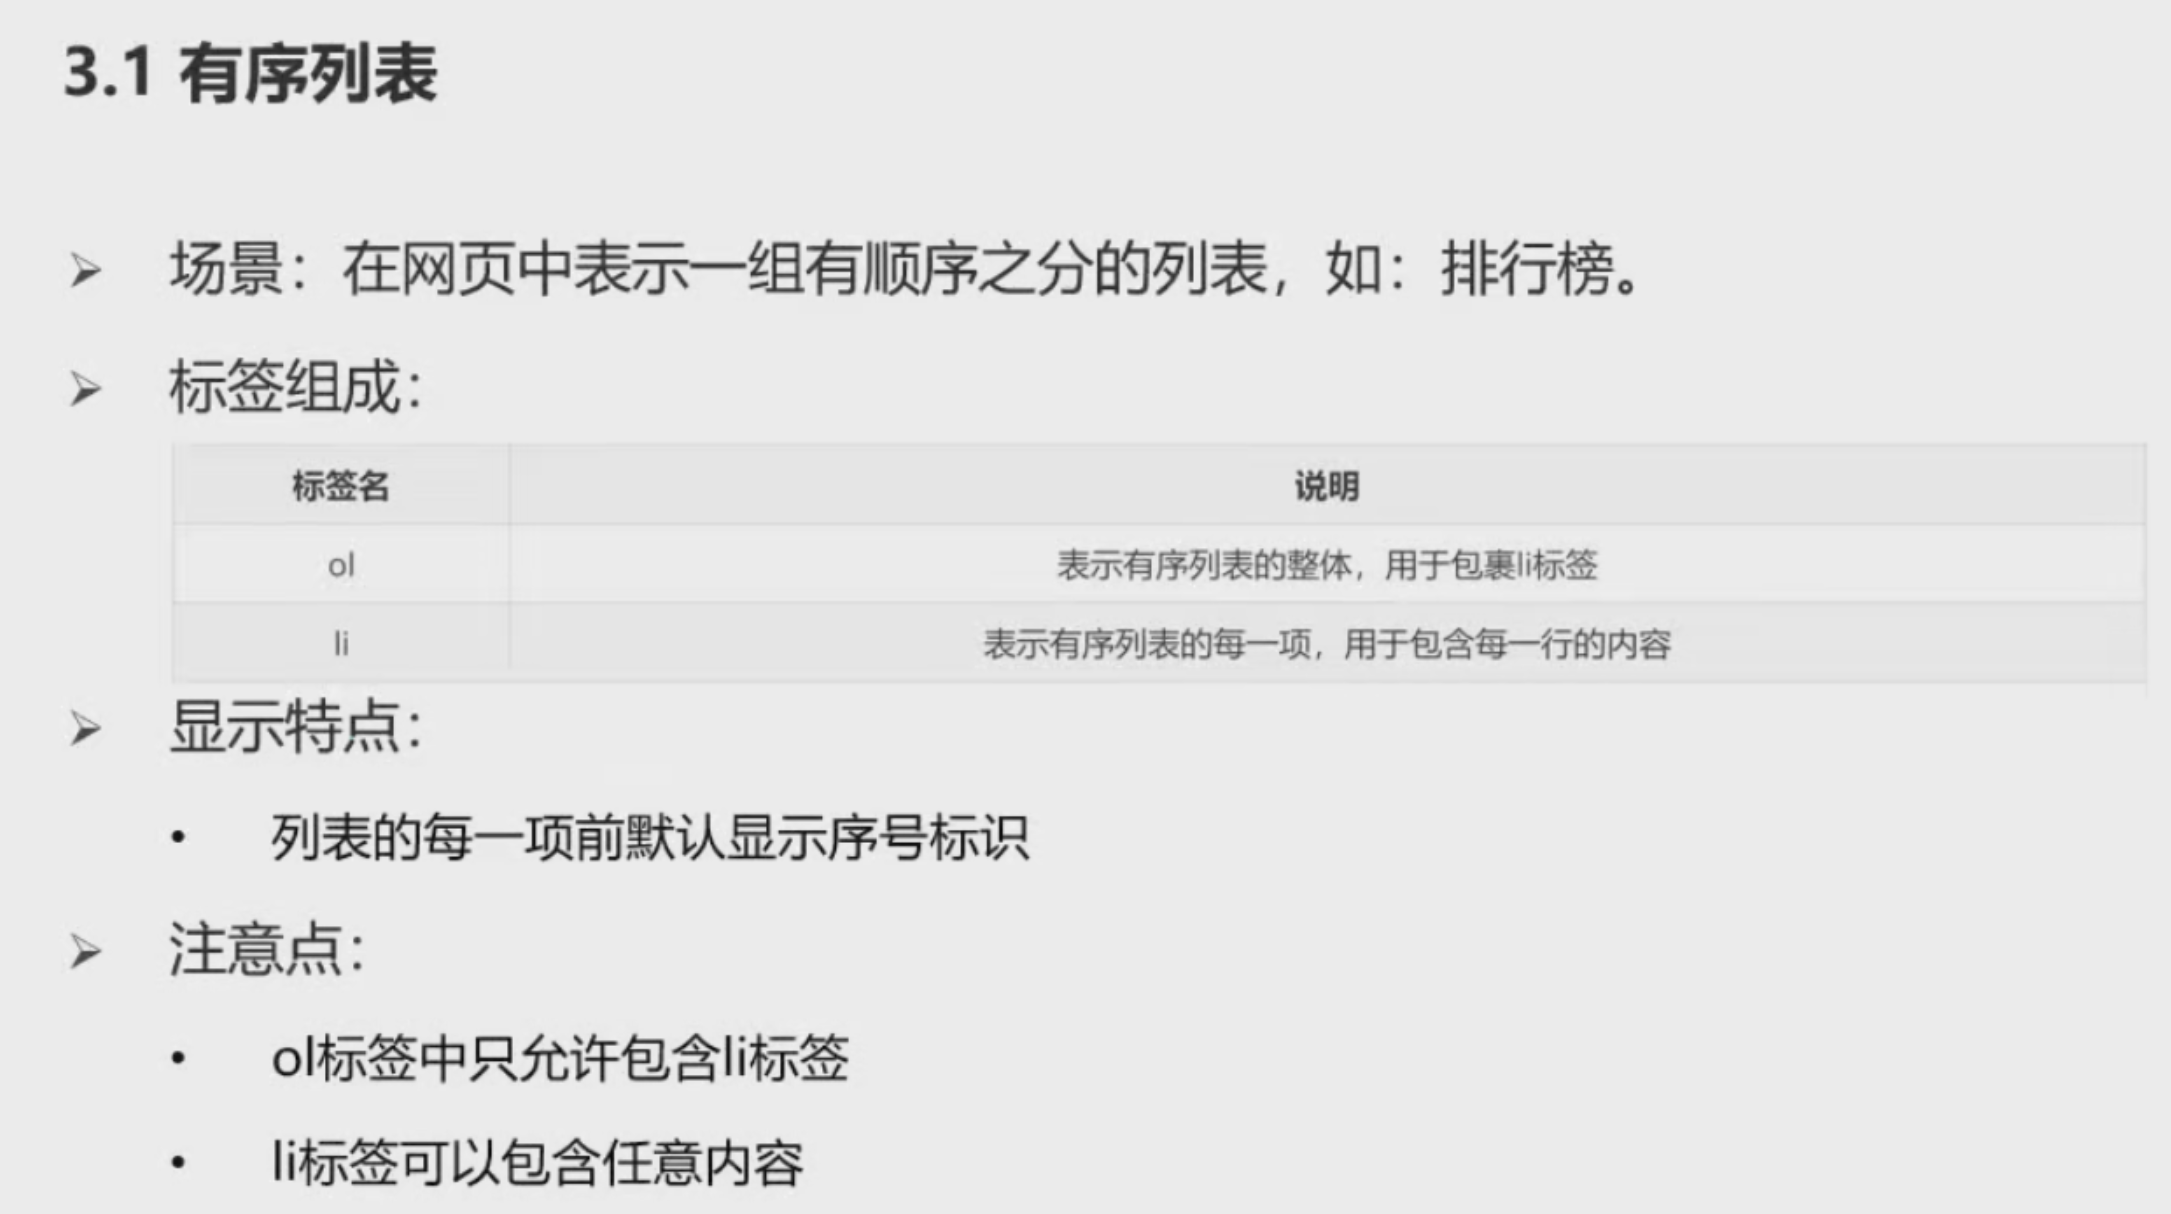 3.1 有序列表
➢ 场景：在网页中表示一组有顺序之分的列表，如：排行榜。
➢ 标签组成：
标签名 说明
ol 表示有序列表的整体，用于包裹li标签
li 表示有序列表的每一项，用于包含每一行的内容
➢ 显示特点：
• 列表的每一项前默认显示序号标识
➢ 注意点：
• ol标签中只允许包含li标签
• li标签可以包含任意内容